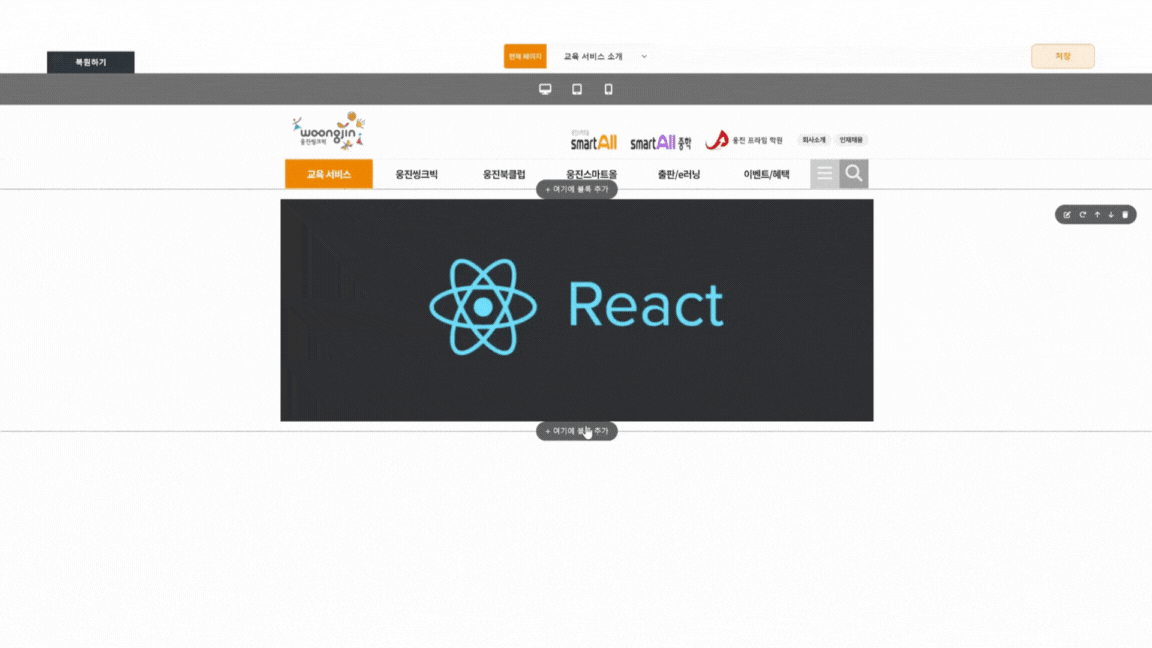 복원하기
현재 페이지
교육 서비스 소개
저장
woongjin
웅진씽크빅
smartAll
smartAll 중학
웅진 프라임 학원
회사소개
인재채용
교육 서비스
웅진씽크빅
웅진북클럽
웅진스마트올
출판/e러닝
이벤트/혜택
+ 여기에 블록 추가
React
+ 여기에 블록 추가